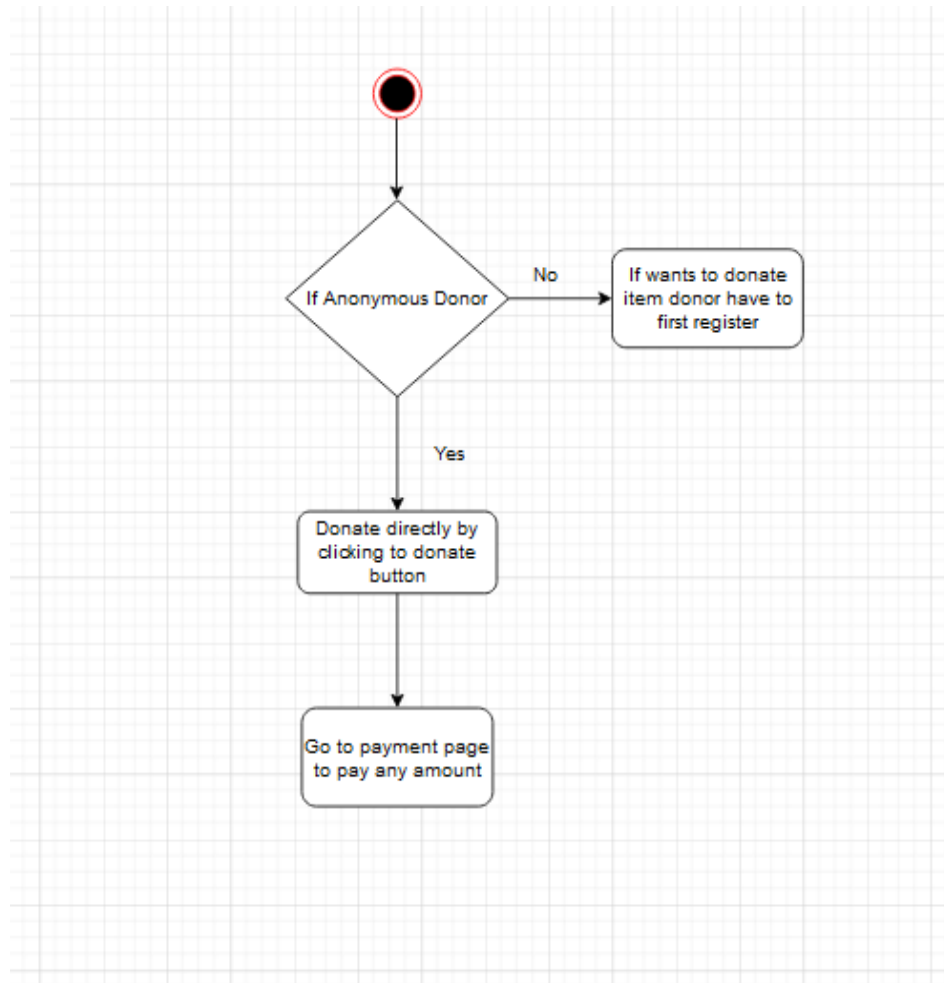 If Anonymous Donor
No
If wants to donate
item donor have to
first register
Yes
Donate directly by
clicking to donate
button
Go to payment page
to pay any amount